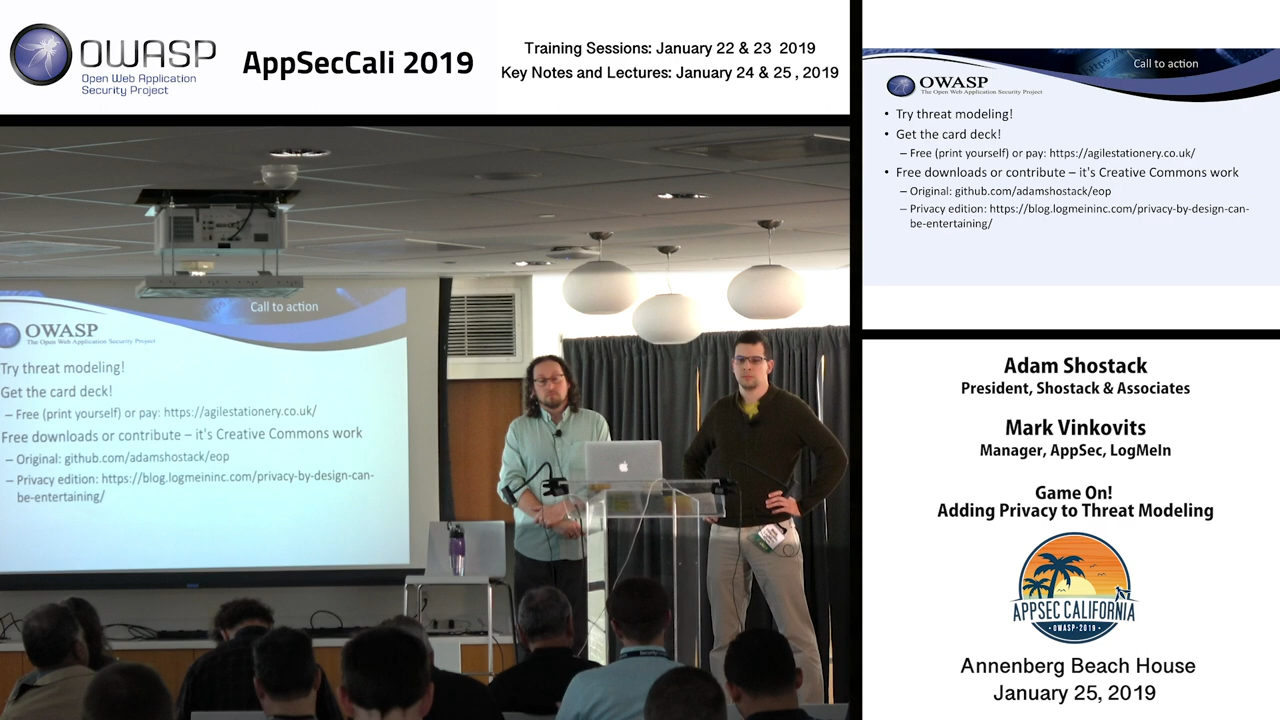 OWASP
Open Web Application
Security Project
AppSecCali 2019
Training Sessions: January 22 & 23 2019
Key Notes and Lectures: January 24 & 25 , 2019
Call to action
OWASP
The Open Web Application Security Project
• Try threat modeling!
• Get the card deck!
– Free (print yourself) or pay: https://agilestationery.co.uk/
• Free downloads or contribute – it's Creative Commons work
– Original: github.com/adamshostack/eop
– Privacy edition: https://blog.logmeininc.com/privacy-by-design-can-
be-entertaining/
Call to action
OWASP
The Open Web Application Security Project
Try threat modeling!
Get the card deck!
– Free (print yourself) or pay: https://agilestationery.co.uk/
Free downloads or contribute – it's Creative Commons work
– Original: github.com/adamshostack/eop
– Privacy edition: https://blog.logmeininc.com/privacy-by-design-can-
be-entertaining/
Adam Shostack
President, Shostack & Associates
Mark Vinkovits
Manager, AppSec, LogMeIn
Game On!
Adding Privacy to Threat Modeling
APPSEC CALIFORNIA
• OWASP-2019 •
Annenberg Beach House
January 25, 2019